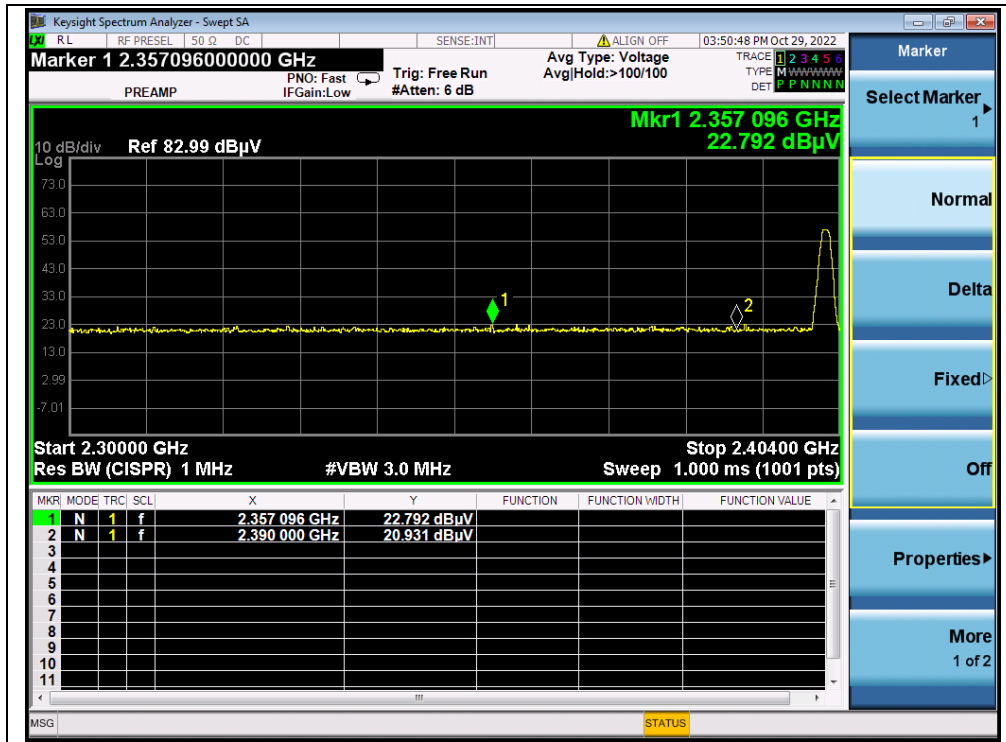 Keysight Spectrum Analyzer - Swept SA
LXI RL RF PRESEL 50 Ω DC SENSE:INT ALIGN OFF 03:50:48 PM Oct 29, 2022
Marker 1 2.357096000000 GHz
PREAMP
PNO: Fast
IFGain:Low
Trig: Free Run
#Atten: 6 dB
Avg Type: Voltage
Avg|Hold:>100/100
TRACE 1 2 3 4 5 6
TYPE M W W W W W
DET P P N N N N
Mkr1 2.357 096 GHz
22.792 dBµV
10 dB/div Ref 82.99 dBµV
Log
73.0
63.0
53.0
43.0
33.0
23.0
13.0
2.99
-7.01
1
2
Start 2.30000 GHz Stop 2.40400 GHz
Res BW (CISPR) 1 MHz #VBW 3.0 MHz Sweep 1.000 ms (1001 pts)
MKR MODE TRC SCL X Y FUNCTION FUNCTION WIDTH FUNCTION VALUE
1 N 1 f 2.357 096 GHz 22.792 dBµV
2 N 1 f 2.390 000 GHz 20.931 dBµV
3
4
5
6
7
8
9
10
11
MSG STATUS
Marker
Select Marker
1
Normal
Delta
Fixed
Off
Properties
More
1 of 2